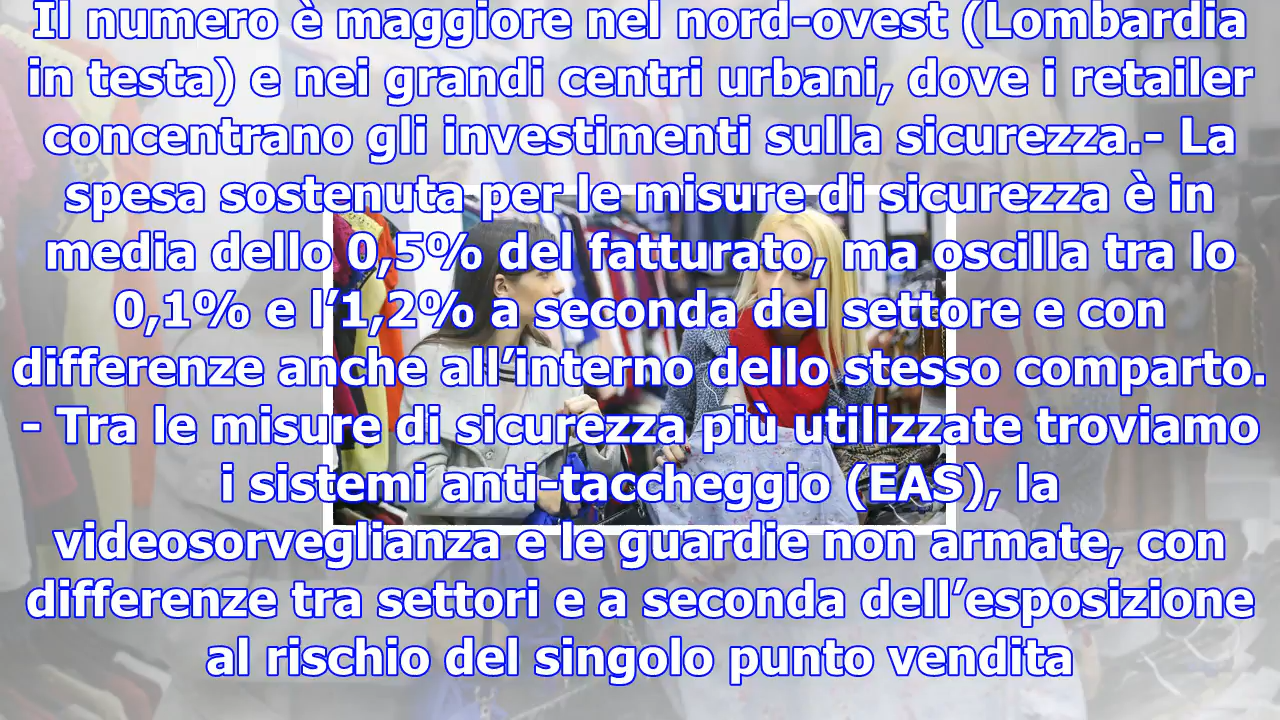 Il numero è maggiore nel nord-ovest (Lombardia
in testa) e nei grandi centri urbani, dove i retailer
concentrano gli investimenti sulla sicurezza.- La
spesa sostenuta per le misure di sicurezza è in
media dello 0,5% del fatturato, ma oscilla tra lo
0,1% e l’1,2% a seconda del settore e con
differenze anche all’interno dello stesso comparto.
- Tra le misure di sicurezza più utilizzate troviamo
i sistemi anti-taccheggio (EAS), la
videosorveglianza e le guardie non armate, con
differenze tra settori e a seconda dell’esposizione
al rischio del singolo punto vendita